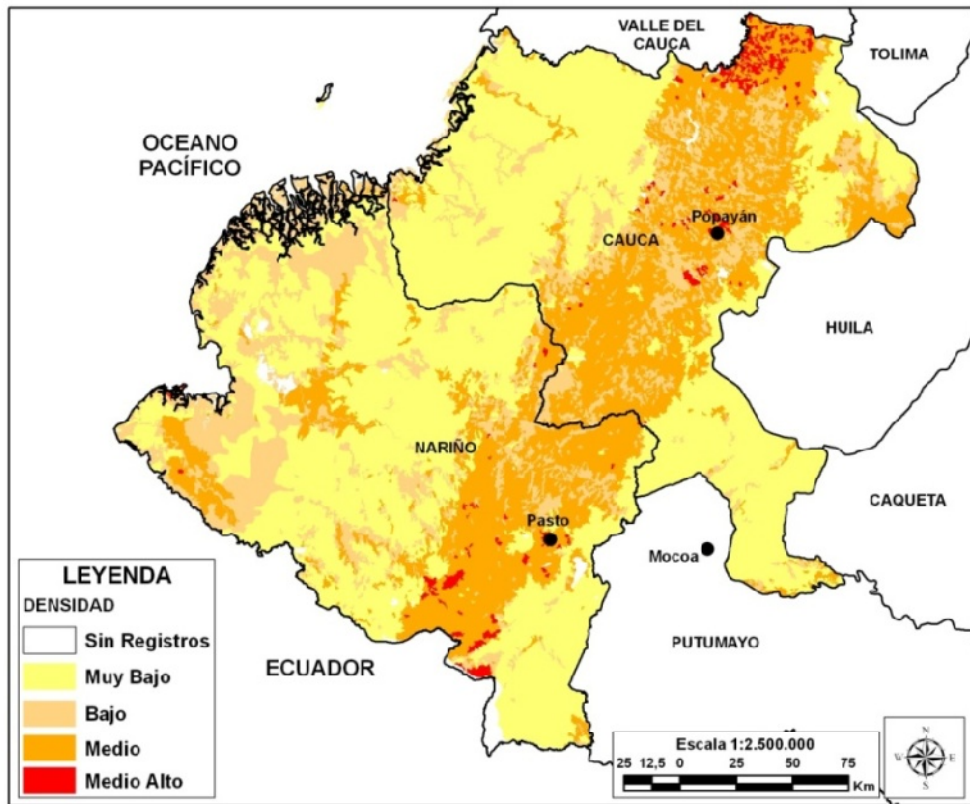 VALLE DEL
CAUCA
TOLIMA
OCEANO
PACÍFICO
Popayán
CAUCA
HUILA
NARIÑO
Pasto
CAQUETA
Mocoa
PUTUMAYO
ECUADOR
LEYENDA
DENSIDAD
Sin Registros
Muy Bajo
Bajo
Medio
Medio Alto
Escala 1:2.500.000
25 12,5 0 25 50 75
Km
N
W E
S